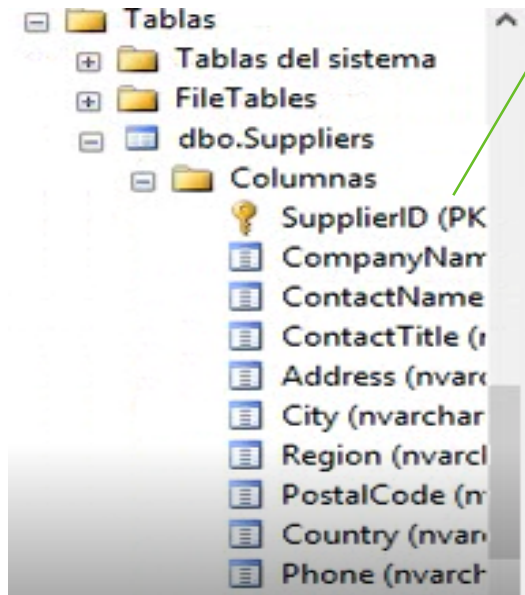 Tablas
Tablas del sistema
FileTables
dbo.Suppliers
Columnas
SupplierID (PK
CompanyNam
ContactName
ContactTitle (r
Address (nvarc
City (nvarchar
Region (nvarcl
PostalCode (n
Country (nvar
Phone (nvarch